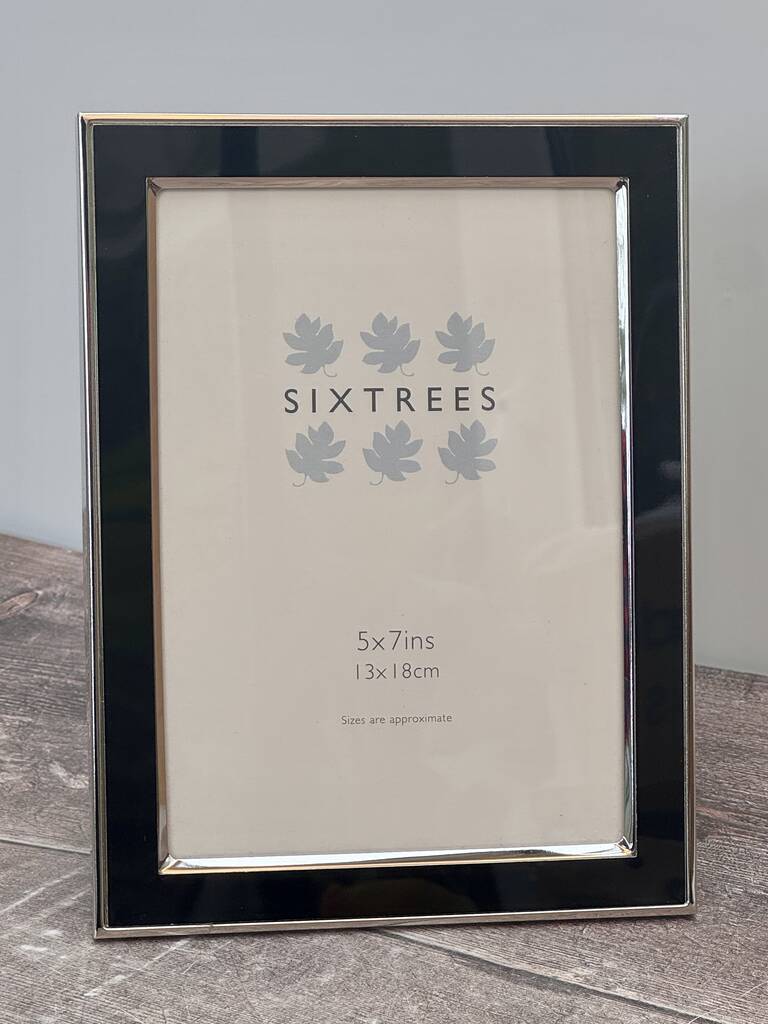 SIXTREES
5x7ins
13x18cm
Sizes are approximate